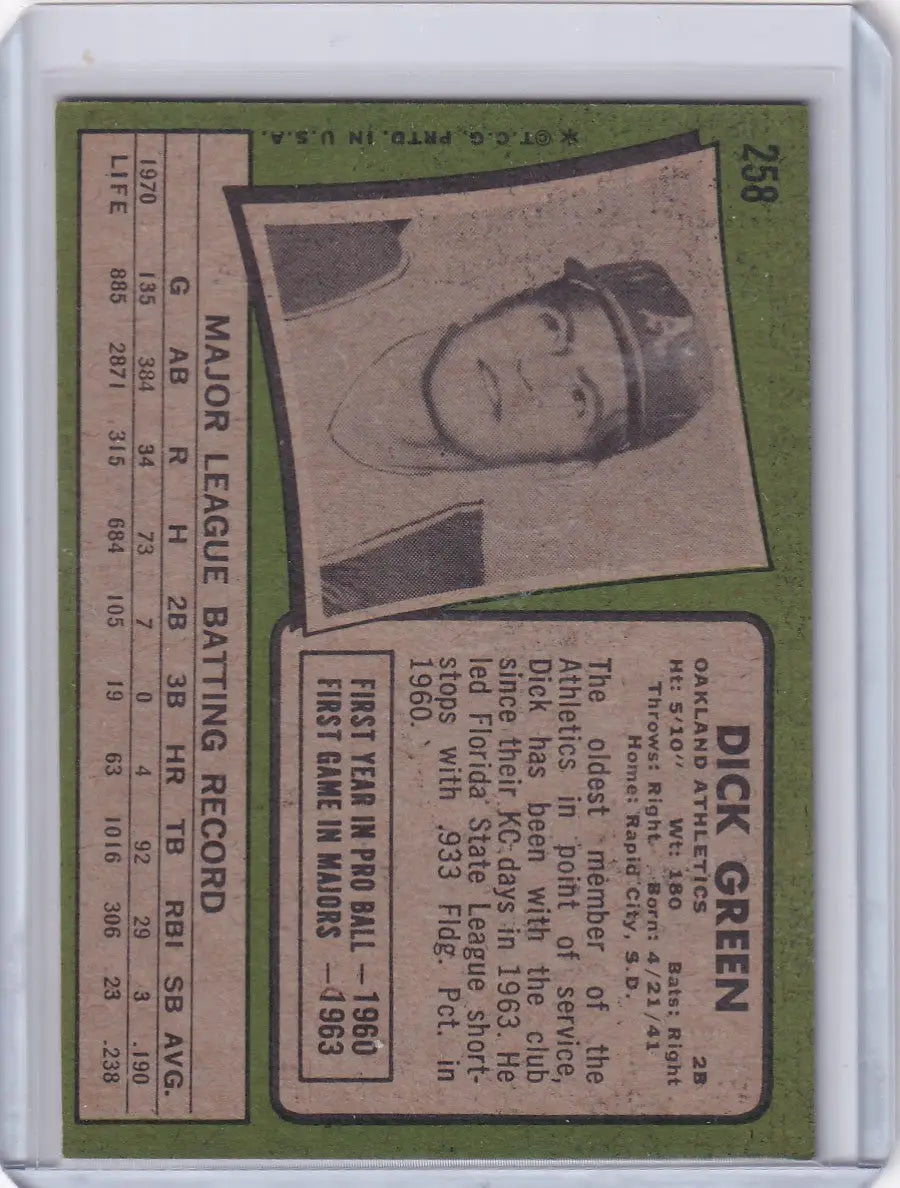 258
A's
DICK GREEN
OAKLAND ATHLETICS 2B
Ht: 5'10" Wt: 180 Bats: Right
Throws: Right Born: 4/21/41
Home: Rapid City, S.D.
The oldest member of the
Athletics in point of service,
Dick has been with the club
since their KC days in 1963. He
led Florida State League short-
stops with .933 Fldg. Pct. in
1960.
FIRST YEAR IN PRO BALL — 1960
FIRST GAME IN MAJORS — 1963
MAJOR LEAGUE BATTING RECORD
G AB R H 2B 3B HR TB RBI SB AVG.
1970 135 384 34 73 7 0 4 92 29 3 .190
LIFE 885 2871 315 684 105 19 63 1016 306 23 .238
*©T.C.G. PRTD. IN U.S.A.